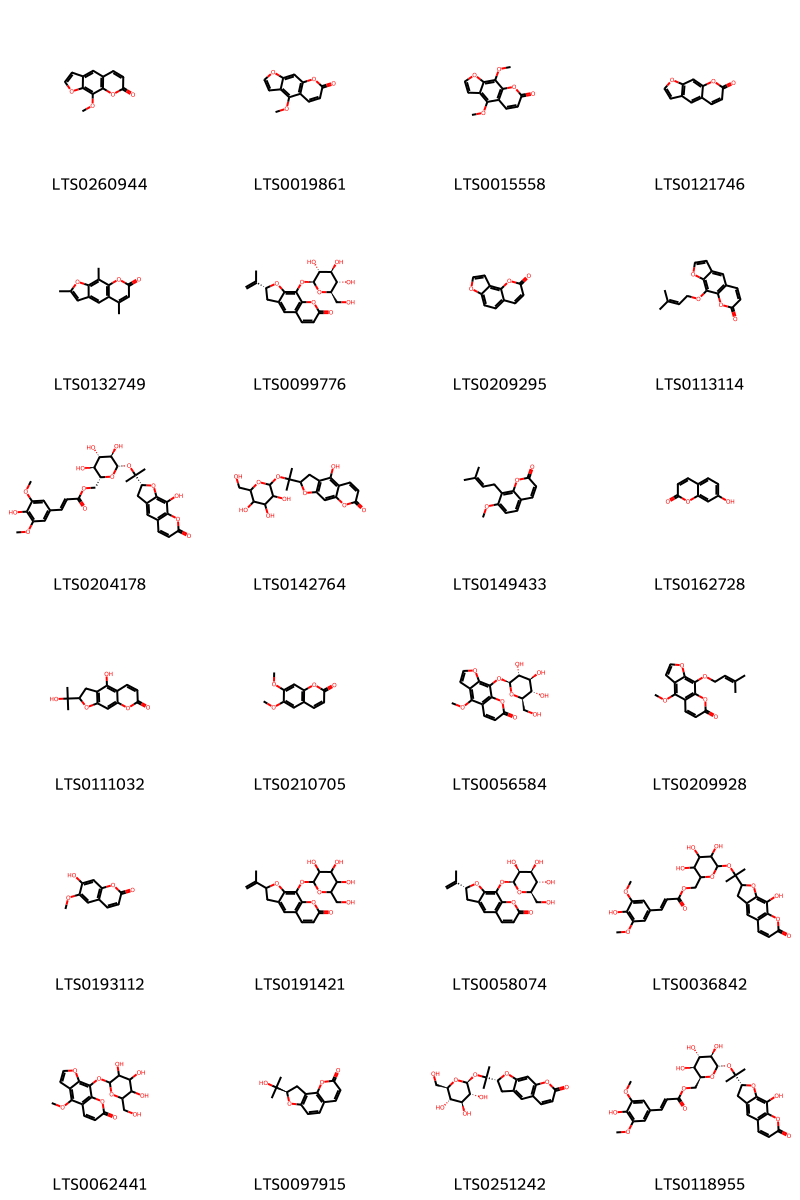 LTS0260944 LTS0019861 LTS0015558 LTS0121746
LTS0132749 LTS0099776 LTS0209295 LTS0113114
LTS0204178 LTS0142764 LTS0149433 LTS0162728
LTS0111032 LTS0210705 LTS0056584 LTS0209928
LTS0193112 LTS0191421 LTS0058074 LTS0036842
LTS0062441 LTS0097915 LTS0251242 LTS0118955